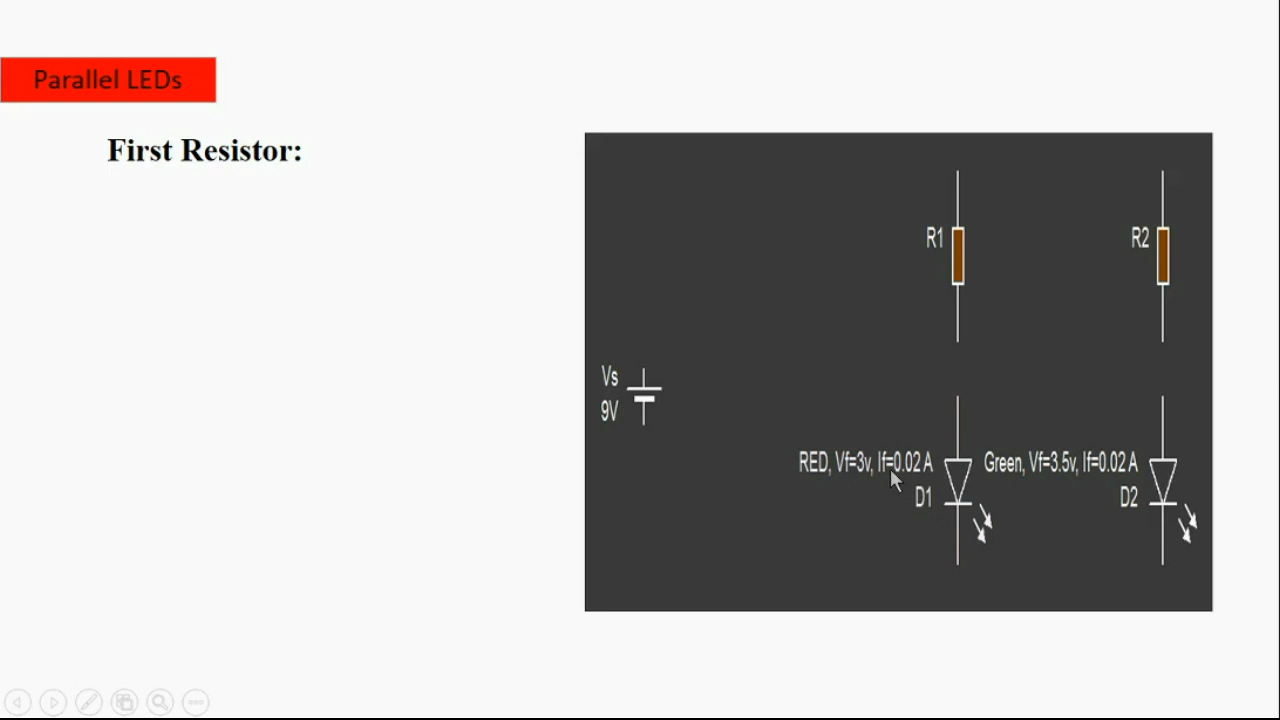 Parallel LEDs
First Resistor:
R1
R2
Vs
9V
RED, Vf=3v, If=0.02 A
D1
Green, Vf=3.5v, If=0.02 A
D2